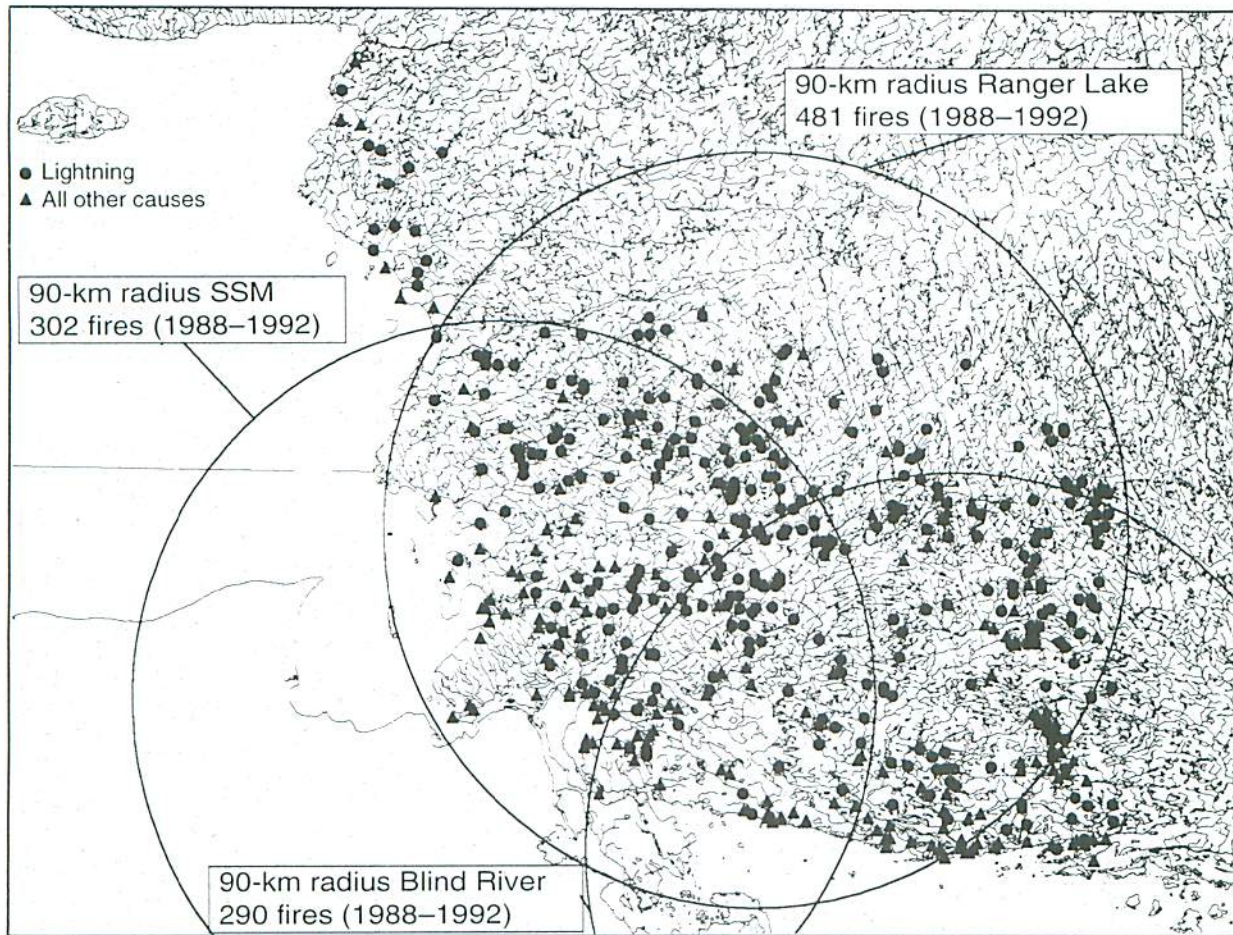 90-km radius Ranger Lake
481 fires (1988–1992)
Lightning
All other causes
90-km radius SSM
302 fires (1988–1992)
90-km radius Blind River
290 fires (1988–1992)